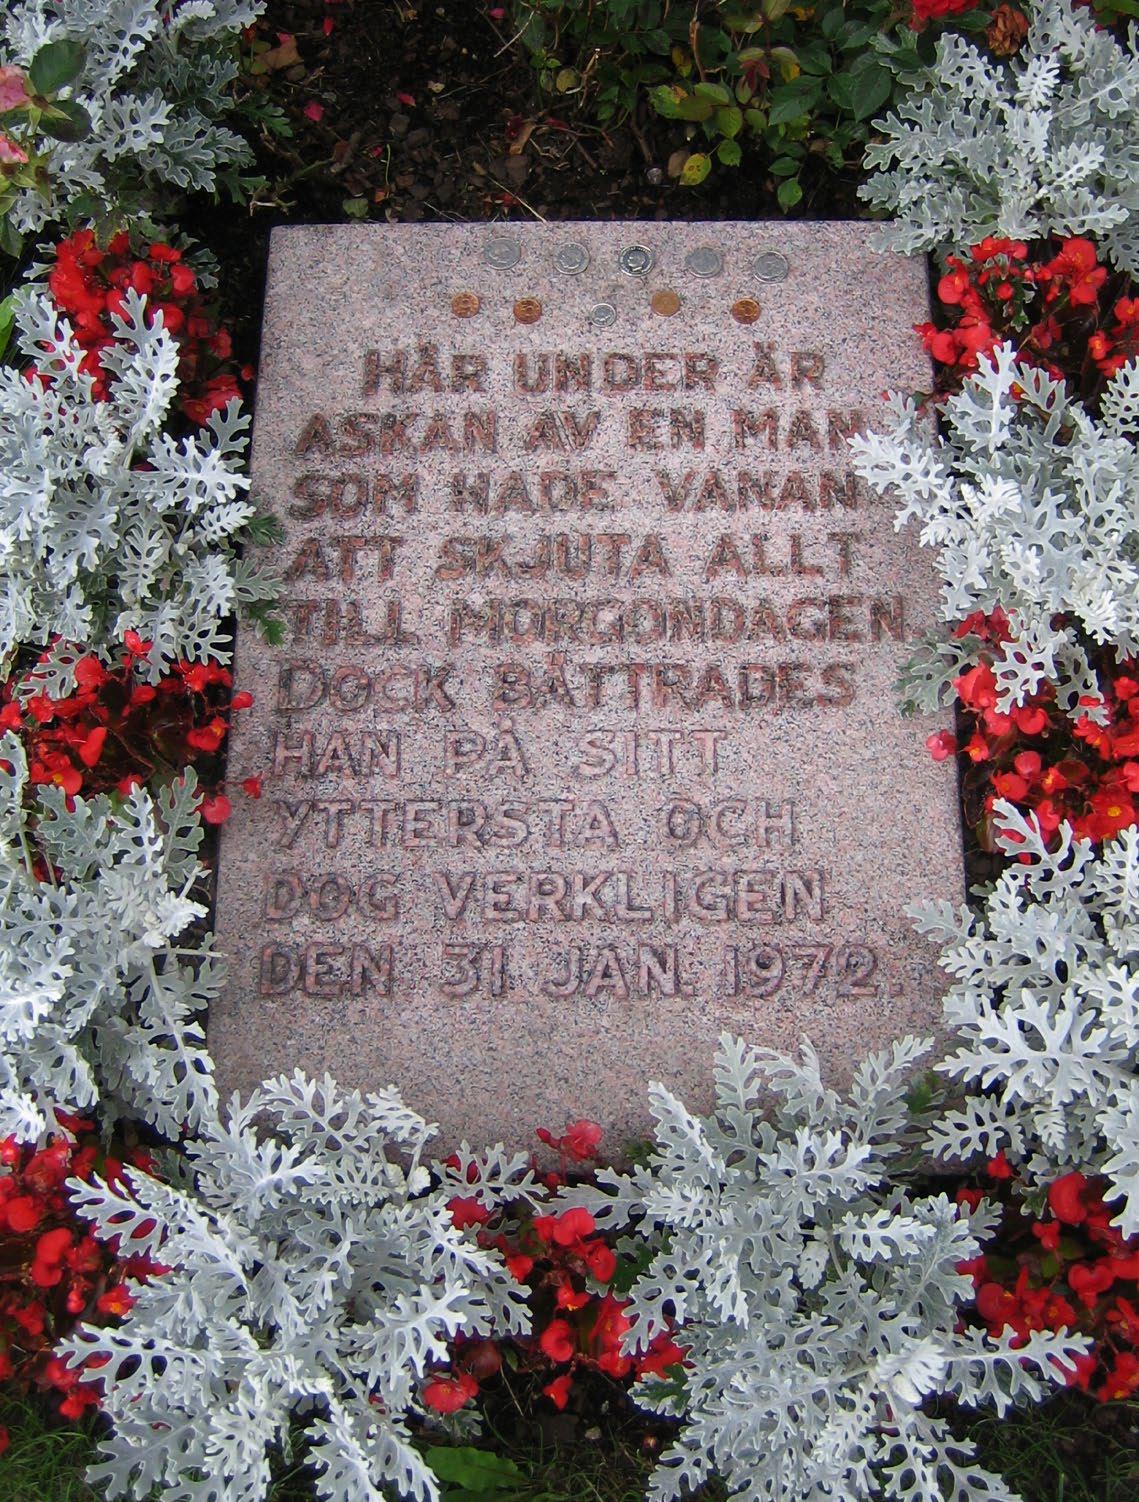 HÄR UNDER ÄR
ASKAN AV EN MAN
SOM HADE VANAN
ATT SKJUTA ALLT
TILL MORGONDAGEN
DOCK BÄTTRADES
HAN PÅ SITT
YTTERSTA OCH
DOG VERKLIGEN
DEN 31 JAN. 1972.